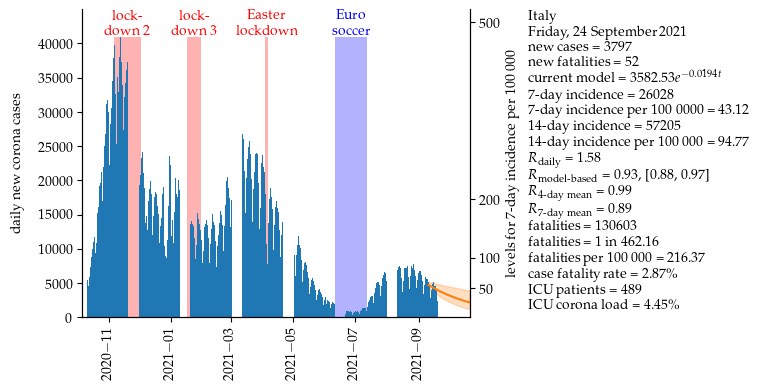 lock-
down 2
lock-
down 3
Easter
lockdown
Euro
soccer
daily new corona cases
40000
35000
30000
25000
20000
15000
10000
5000
0
2020−11
2021−01
2021−03
2021−05
2021−07
2021−09
500
200
100
50
levels for 7-day incidence per 100 000
Italy
Friday, 24 September 2021
new cases = 3797
new fatalities = 52
current model = 3582.53e^{−0.0194t}
7-day incidence = 26028
7-day incidence per 100 0000 = 43.12
14-day incidence = 57205
14-day incidence per 100 000 = 94.77
R_daily = 1.58
R_model-based = 0.93, [0.88, 0.97]
R_4-day mean = 0.99
R_7-day mean = 0.89
fatalities = 130603
fatalities = 1 in 462.16
fatalities per 100 000 = 216.37
case fatality rate = 2.87%
ICU patients = 489
ICU corona load = 4.45%